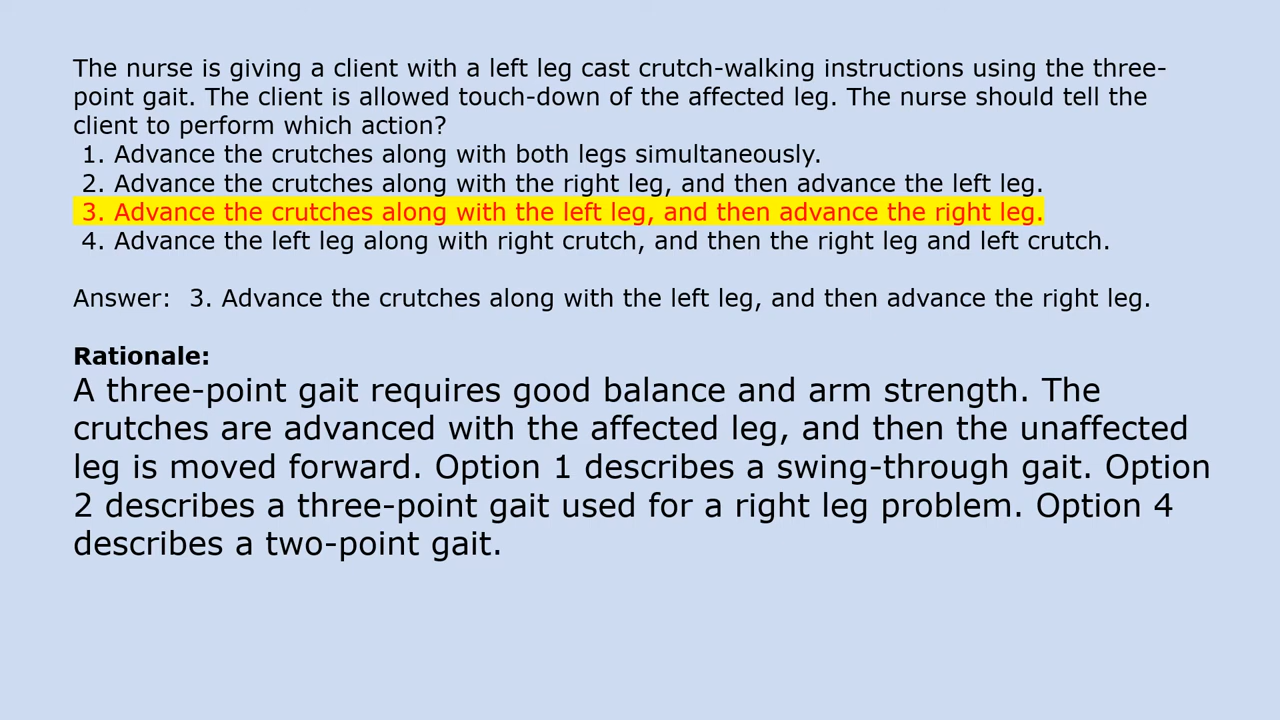 The nurse is giving a client with a left leg cast crutch-walking instructions using the three-
point gait. The client is allowed touch-down of the affected leg. The nurse should tell the
client to perform which action?
1. Advance the crutches along with both legs simultaneously.
2. Advance the crutches along with the right leg, and then advance the left leg.
3. Advance the crutches along with the left leg, and then advance the right leg.
4. Advance the left leg along with right crutch, and then the right leg and left crutch.
Answer:  3. Advance the crutches along with the left leg, and then advance the right leg.
Rationale:
A three-point gait requires good balance and arm strength. The
crutches are advanced with the affected leg, and then the unaffected
leg is moved forward. Option 1 describes a swing-through gait. Option
2 describes a three-point gait used for a right leg problem. Option 4
describes a two-point gait.